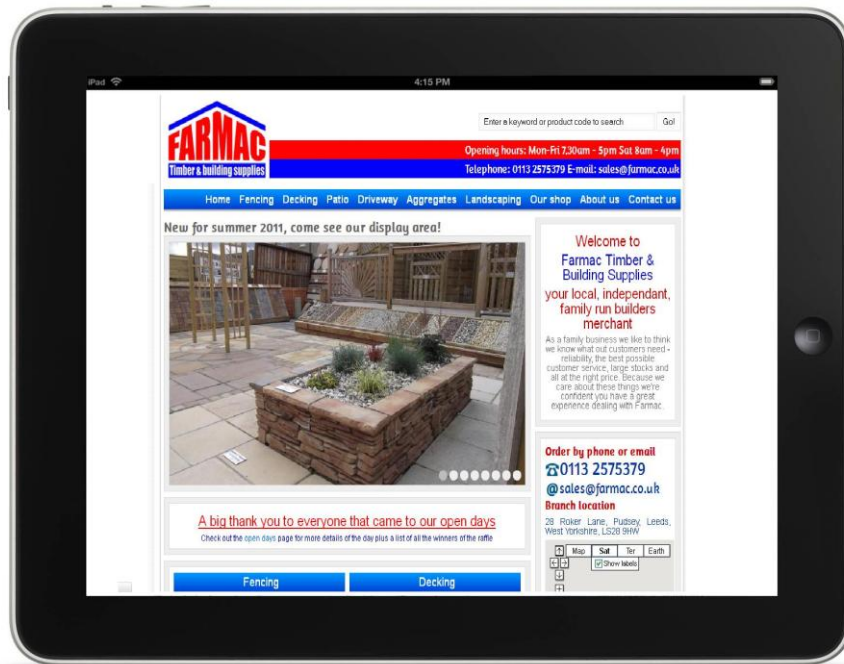 iPad
4:15 PM
FARMAC
Timber & building supplies
Enter a keyword or product code to search
Go!
Opening hours: Mon-Fri 7.30am - 5pm Sat 8am - 4pm
Telephone: 0113 2575379 E-mail: sales@farmac.co.uk
Home Fencing Decking Patio Driveway Aggregates Landscaping Our shop About us Contact us
New for summer 2011, come see our display area!
A big thank you to everyone that came to our open days
Check out the open days page for more details of the day plus a list of all the winners of the raffle
Fencing
Decking
Welcome to
Farmac Timber &
Building Supplies
your local, independant,
family run builders
merchant
As a family business we like to think
we know what out customers need -
reliability, the best possible
customer service, large stocks and
all at the right price. Because we
care about these things we're
confident you have a great
experience dealing with Farmac.
Order by phone or email
☎0113 2575379
@sales@farmac.co.uk
Branch location
28 Roker Lane, Pudsey, Leeds,
West Yorkshire, LS28 9HW
Map Sat Ter Earth
Show labels